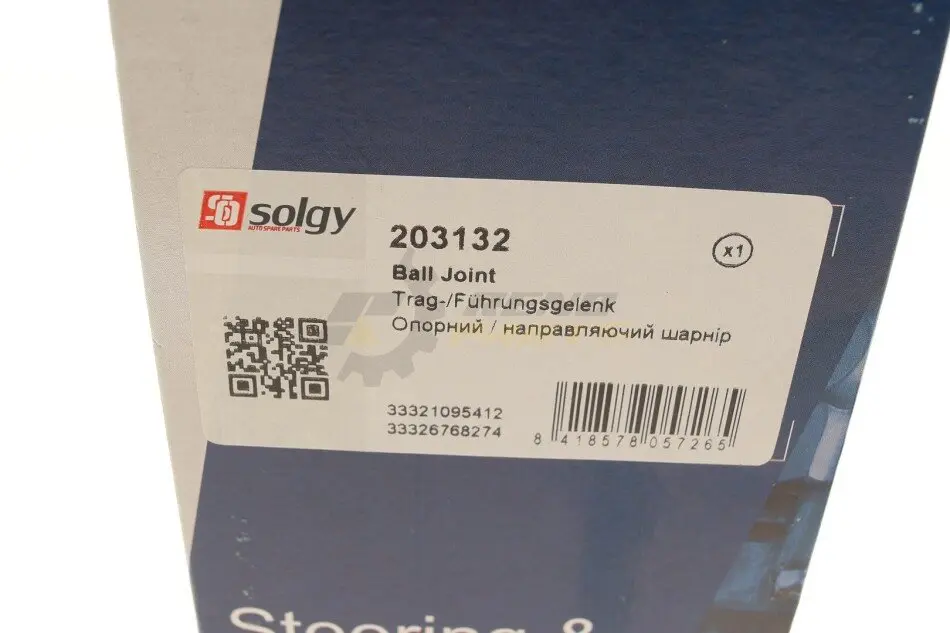 solgy
AUTO SPARE PARTS
203132
x1
Ball Joint
Trag-/Führungsgelenk
Опорний / направляючий шарнір
33321095412
33326768274
8 418578 057265
Steering &